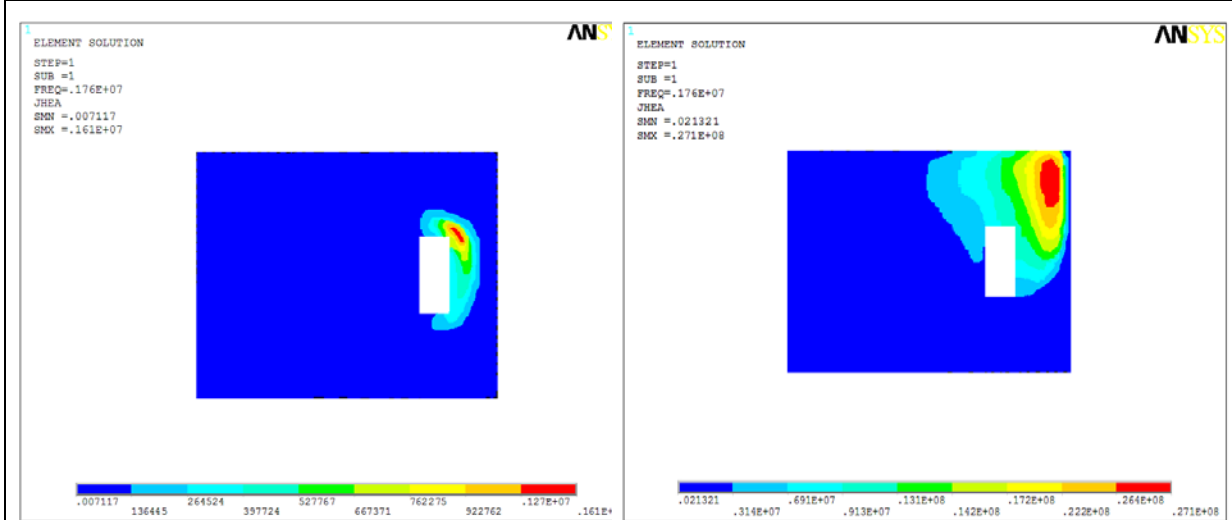 1
ANSYS
ELEMENT SOLUTION
STEP=1
SUB =1
FREQ=.176E+07
JHEA
SMN =.007117
SMX =.161E+07
.007117
136445
264524
397724
527767
667371
762275
922762
.127E+07
.161E+
1
ANSYS
ELEMENT SOLUTION
STEP=1
SUB =1
FREQ=.176E+07
JHEA
SMN =.021321
SMX =.271E+08
.021321
.314E+07
.691E+07
.913E+07
.131E+08
.142E+08
.172E+08
.222E+08
.264E+08
.271E+08